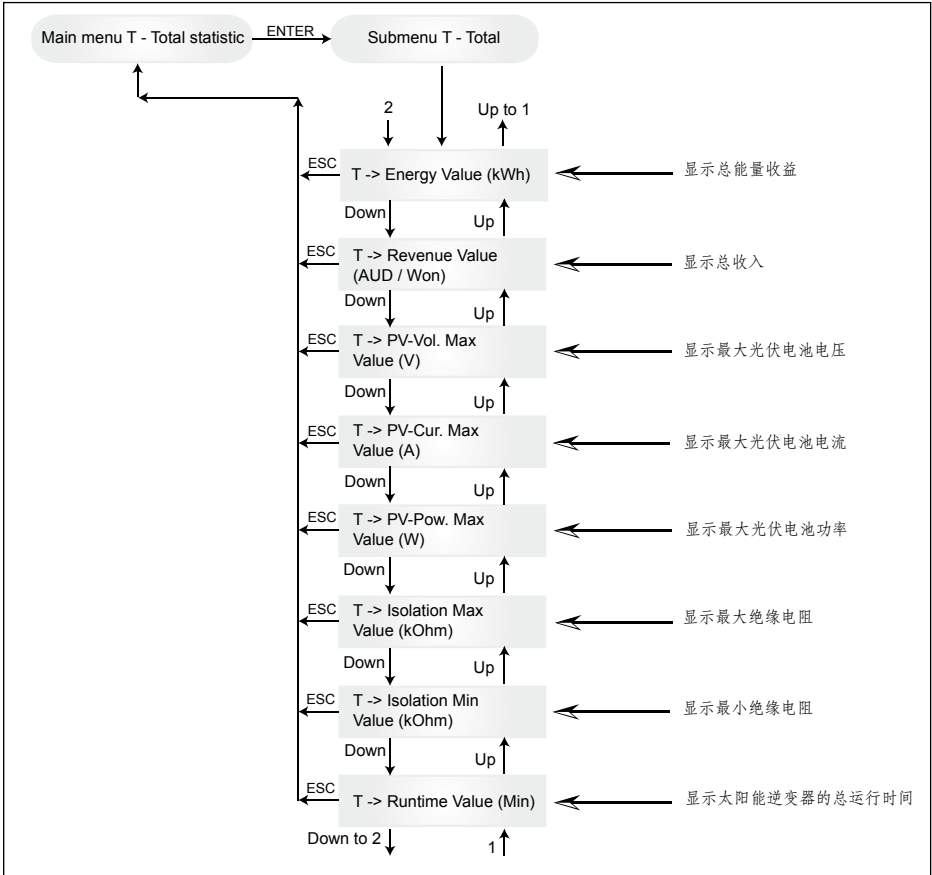 Main menu T - Total statistic
ENTER
Submenu T - Total
2
Up to 1
ESC
T -> Energy Value (kWh)
显示总能量收益
Down
Up
ESC
T -> Revenue Value
(AUD / Won)
显示总收入
Down
Up
ESC
T -> PV-Vol. Max
Value (V)
显示最大光伏电池电压
Down
Up
ESC
T -> PV-Cur. Max
Value (A)
显示最大光伏电池电流
Down
Up
ESC
T -> PV-Pow. Max
Value (W)
显示最大光伏电池功率
Down
Up
ESC
T -> Isolation Max
Value (kOhm)
显示最大绝缘电阻
Down
Up
ESC
T -> Isolation Min
Value (kOhm)
显示最小绝缘电阻
Down
Up
ESC
T -> Runtime Value (Min)
显示太阳能逆变器的总运行时间
Down to 2
1